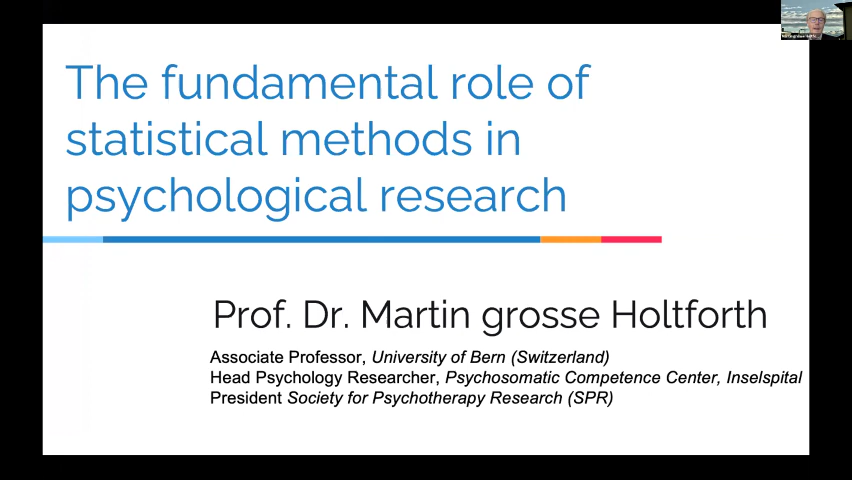 The fundamental role of
statistical methods in
psychological research
Prof. Dr. Martin grosse Holtforth
Associate Professor, University of Bern (Switzerland)
Head Psychology Researcher, Psychosomatic Competence Center, Inselspital
President Society for Psychotherapy Research (SPR)